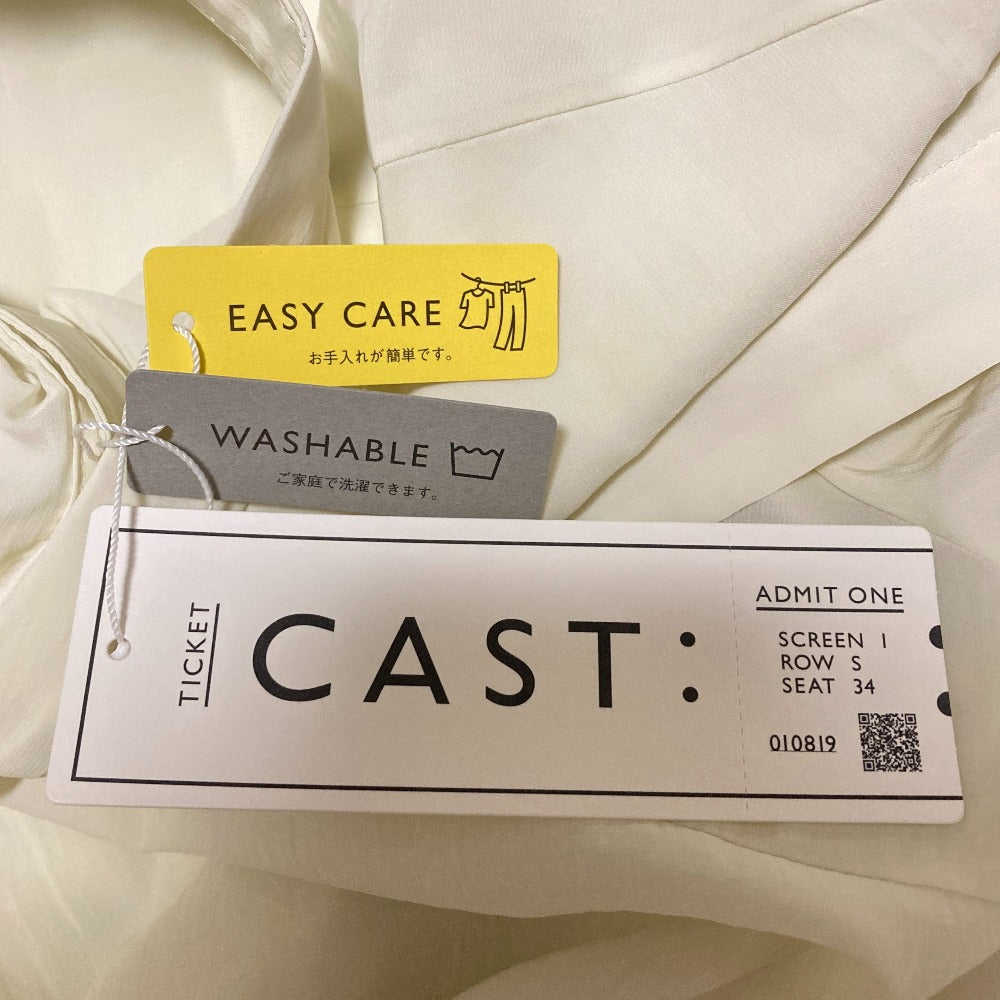 EASY CARE
お手入れが簡単です。
WASHABLE
ご家庭で洗濯できます。
TICKET
CAST:
ADMIT ONE
SCREEN 1
ROW S
SEAT 34
010819